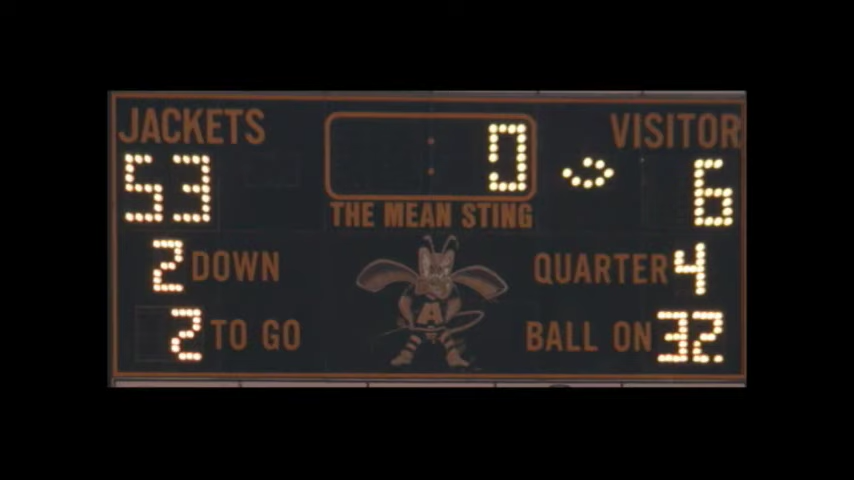 JACKETS : 0 VISITOR
53 6
THE MEAN STING
2 DOWN QUARTER 4
A
2 TO GO BALL ON 32